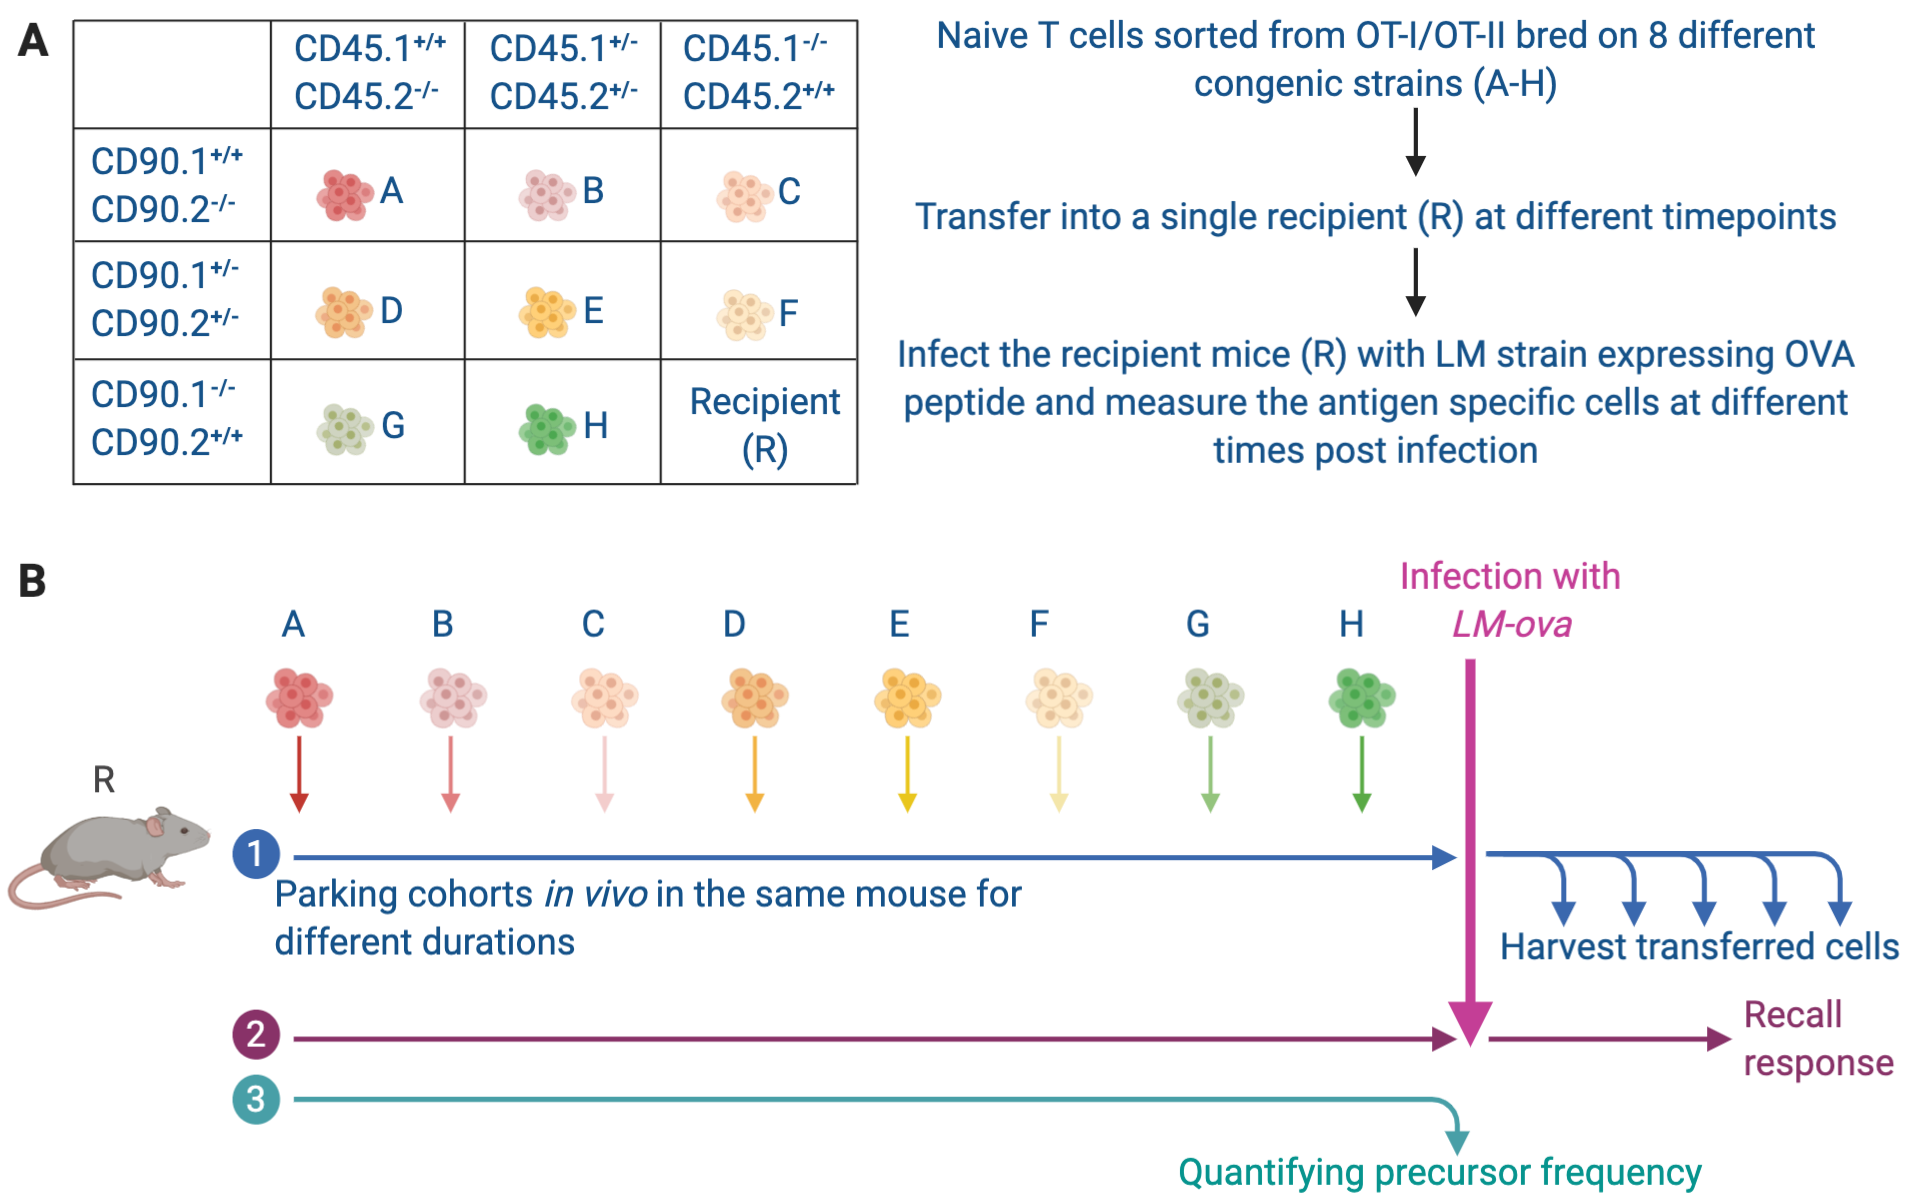 A
CD45.1+/+
CD45.2-/-
CD45.1+/-
CD45.2+/-
CD45.1-/-
CD45.2+/+
CD90.1+/+
CD90.2-/-
A
B
C
CD90.1+/-
CD90.2+/-
D
E
F
CD90.1-/-
CD90.2+/+
G
H
Recipient
(R)
Naive T cells sorted from OT-I/OT-II bred on 8 different
congenic strains (A-H)
Transfer into a single recipient (R) at different timepoints
Infect the recipient mice (R) with LM strain expressing OVA
peptide and measure the antigen specific cells at different
times post infection
B
A
B
C
D
E
F
G
H
Infection with
LM-ova
R
1
Parking cohorts in vivo in the same mouse for
different durations
Harvest transferred cells
2
Recall
response
3
Quantifying precursor frequency